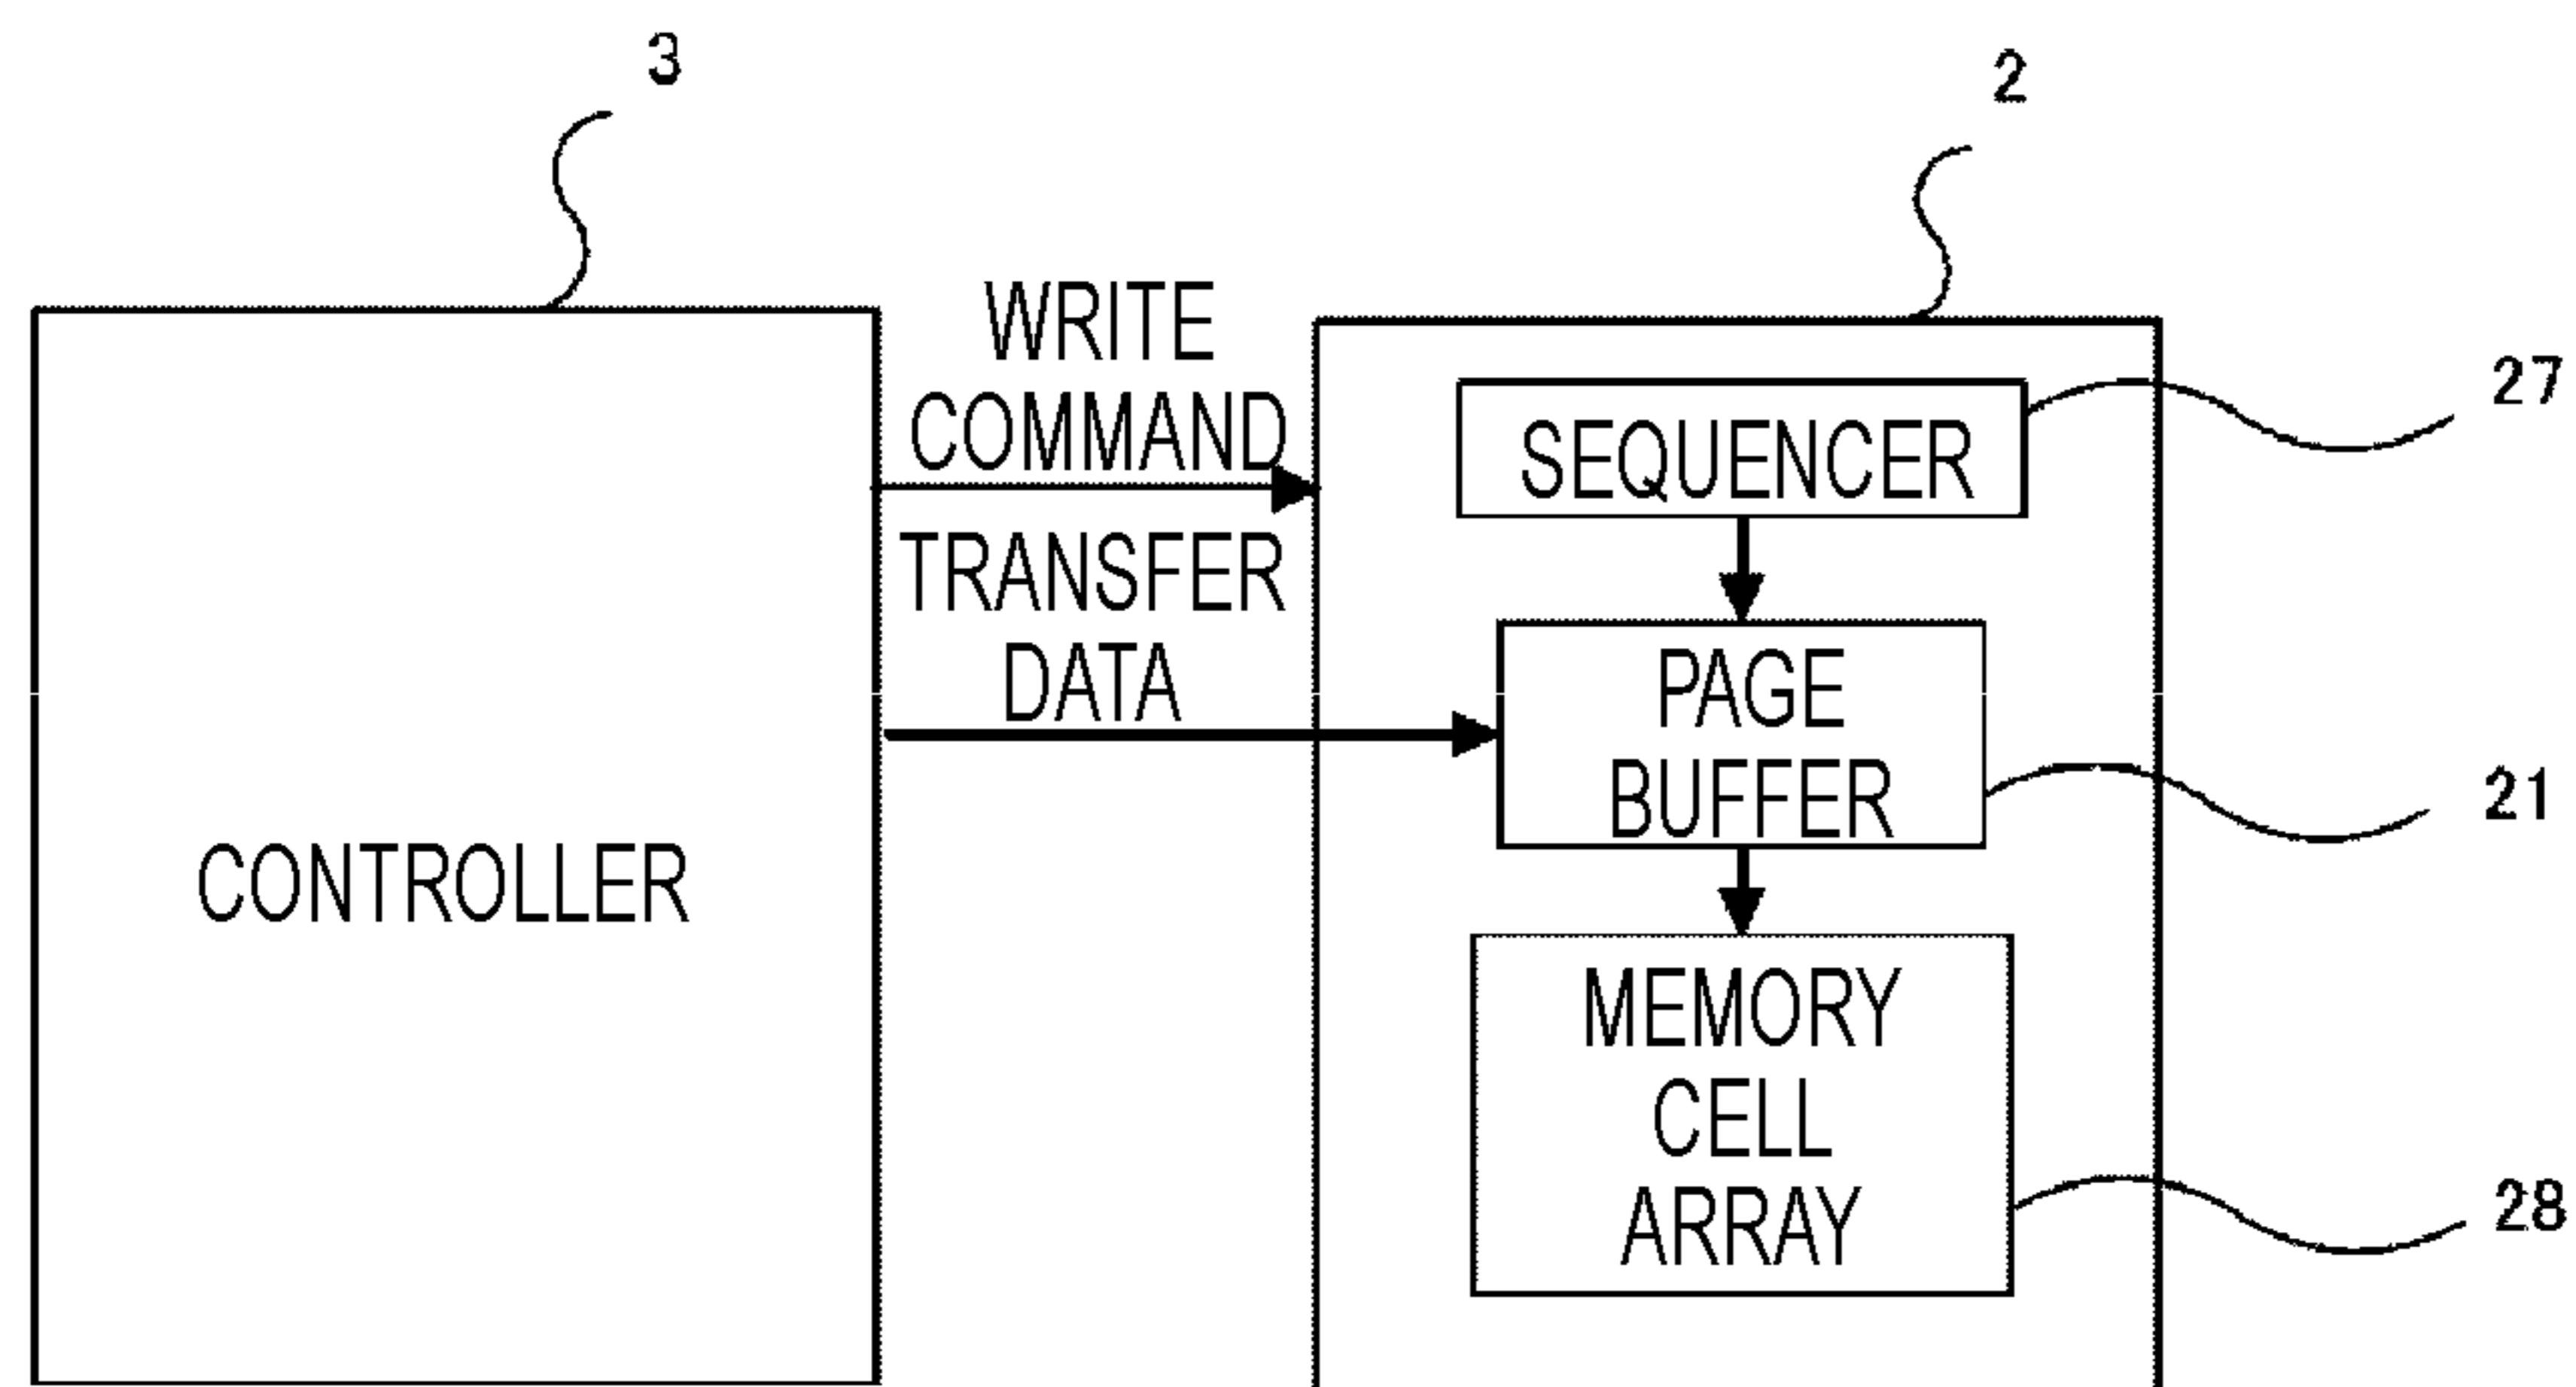 3
2
WRITE
COMMAND
TRANSFER
DATA
CONTROLLER
SEQUENCER
27
PAGE
BUFFER
21
MEMORY
CELL
ARRAY
28